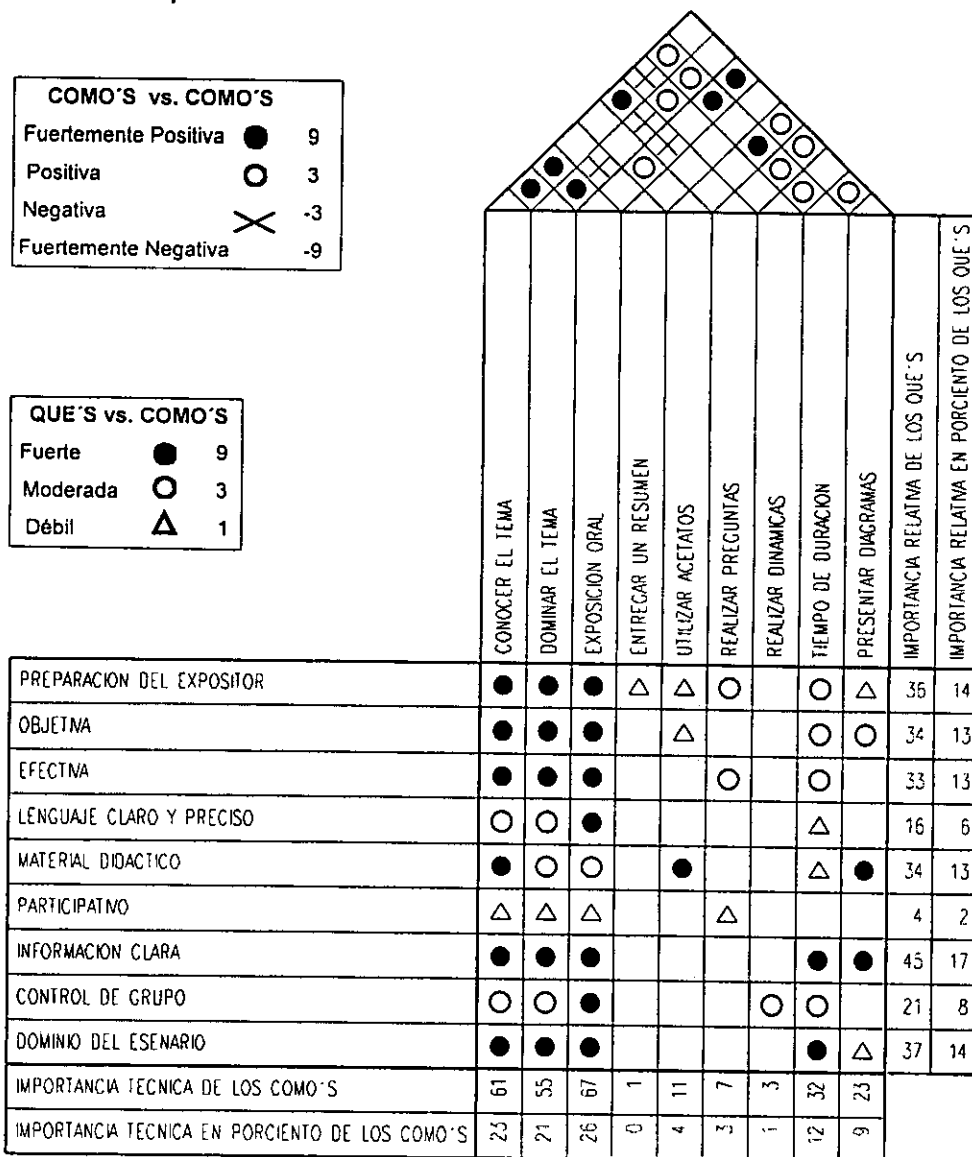 COMO´S vs. COMO´S
Fuertemente Positiva 9
Positiva 3
Negativa -3
Fuertemente Negativa -9
QUE´S vs. COMO´S
Fuerte 9
Moderada 3
Débil 1
CONOCER EL TEMA
DOMINAR EL TEMA
EXPOSICION ORAL
ENTREGAR UN RESUMEN
UTILIZAR ACETATOS
REALIZAR PREGUNTAS
REALIZAR DINAMICAS
TIEMPO DE DURACION
PRESENTAR DIAGRAMAS
IMPORTANCIA RELATIVA DE LOS QUE´S
IMPORTANCIA RELATIVA EN PORCIENTO DE LOS QUE´S
PREPARACION DEL EXPOSITOR 36 14
OBJETIVA 34 13
EFECTIVA 33 13
LENGUAJE CLARO Y PRECISO 16 6
MATERIAL DIDACTICO 34 13
PARTICIPATIVO 4 2
INFORMACION CLARA 45 17
CONTROL DE GRUPO 21 8
DOMINIO DEL ESENARIO 37 14
IMPORTANCIA TECNICA DE LOS COMO´S 61 55 67 1 11 7 3 32 23
IMPORTANCIA TECNICA EN PORCIENTO DE LOS COMO´S 23 21 26 0 4 3 1 12 9